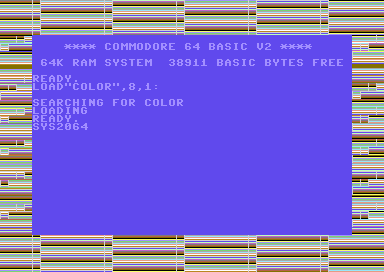 **** COMMODORE 64 BASIC V2 ****
64K RAM SYSTEM 38911 BASIC BYTES FREE
READY.
LOAD"COLOR",8,1:
SEARCHING FOR COLOR
LOADING
READY.
SYS2064